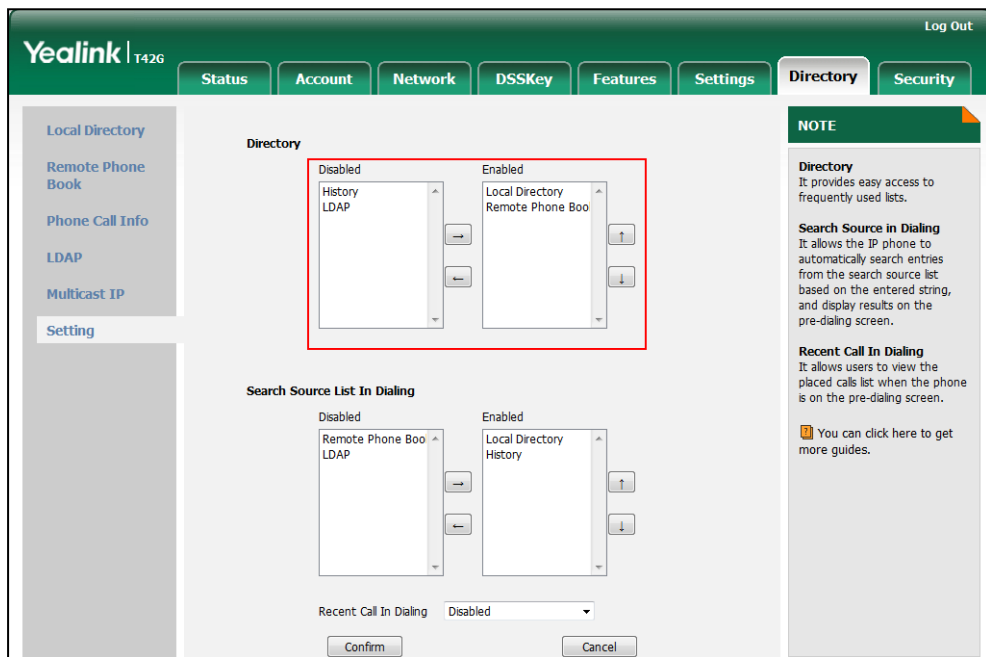 Log Out
Yealink T42G
Status
Account
Network
DSSKey
Features
Settings
Directory
Security
Local Directory
Remote Phone
Book
Phone Call Info
LDAP
Multicast IP
Setting
Directory
Disabled
History
LDAP
→
←
Enabled
Local Directory
Remote Phone Boo
↑
↓
Search Source List In Dialing
Disabled
Remote Phone Boo
LDAP
→
←
Enabled
Local Directory
History
↑
↓
Recent Call In Dialing Disabled
Confirm
Cancel
NOTE
Directory
It provides easy access to
frequently used lists.
Search Source in Dialing
It allows the IP phone to
automatically search entries
from the search source list
based on the entered string,
and display results on the
pre-dialing screen.
Recent Call In Dialing
It allows users to view the
placed calls list when the phone
is on the pre-dialing screen.
? You can click here to get
more guides.